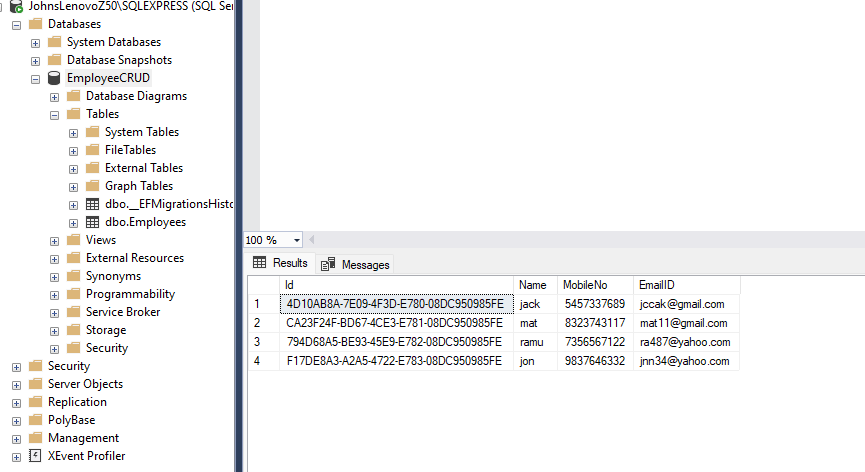 JohnsLenovoZ50\SQLEXPRESS (SQL Ser
Databases
System Databases
Database Snapshots
EmployeeCRUD
Database Diagrams
Tables
System Tables
FileTables
External Tables
Graph Tables
dbo.__EFMigrationsHisto
dbo.Employees
Views
External Resources
Synonyms
Programmability
Service Broker
Storage
Security
Security
Server Objects
Replication
PolyBase
Management
XEvent Profiler
100 %
Results Messages
Id Name MobileNo EmailID
1 4D10AB8A-7E09-4F3D-E780-08DC950985FE jack 5457337689 jccak@gmail.com
2 CA23F24F-BD67-4CE3-E781-08DC950985FE mat 8323743117 mat11@gmail.com
3 794D68A5-BE93-45E9-E782-08DC950985FE ramu 7356567122 ra487@yahoo.com
4 F17DE8A3-A2A5-4722-E783-08DC950985FE jon 9837646332 jnn34@yahoo.com